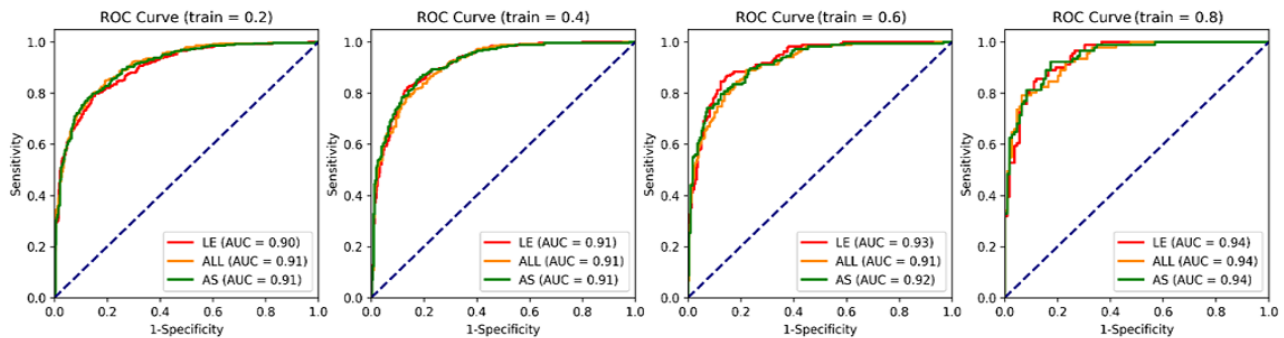 ROC Curve (train = 0.2)
1.0
0.8
0.6
0.4
0.2
0.0
Sensitivity
LE (AUC = 0.90)
ALL (AUC = 0.91)
AS (AUC = 0.91)
0.0 0.2 0.4 0.6 0.8 1.0
1-Specificity
ROC Curve (train = 0.4)
1.0
0.8
0.6
0.4
0.2
0.0
Sensitivity
LE (AUC = 0.91)
ALL (AUC = 0.91)
AS (AUC = 0.91)
0.0 0.2 0.4 0.6 0.8 1.0
1-Specificity
ROC Curve (train = 0.6)
1.0
0.8
0.6
0.4
0.2
0.0
Sensitivity
LE (AUC = 0.93)
ALL (AUC = 0.91)
AS (AUC = 0.92)
0.0 0.2 0.4 0.6 0.8 1.0
1-Specificity
ROC Curve (train = 0.8)
1.0
0.8
0.6
0.4
0.2
0.0
Sensitivity
LE (AUC = 0.94)
ALL (AUC = 0.94)
AS (AUC = 0.94)
0.0 0.2 0.4 0.6 0.8 1.0
1-Specificity